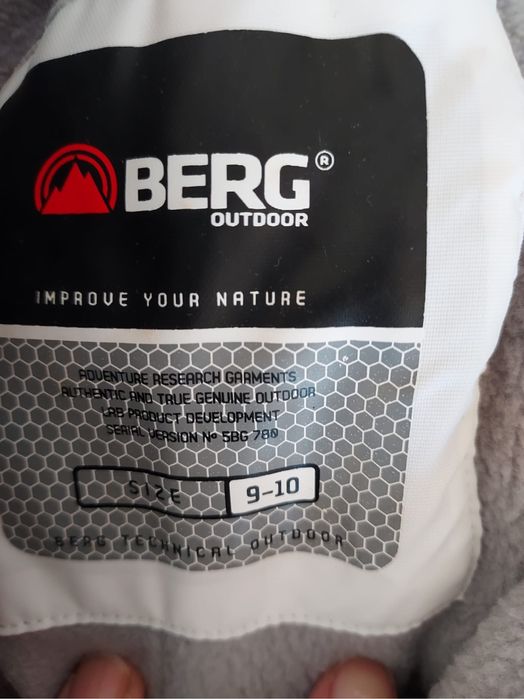 BERG®
OUTDOOR
IMPROVE YOUR NATURE
ADVENTURE RESEARCH GARMENTS
AUTHENTIC AND TRUE GENUINE OUTDOOR
LAB PRODUCT DEVELOPMENT
SERIAL VERSION Nº 5BG 780
SIZE 9-10
BERG TECHNICAL OUTDOOR